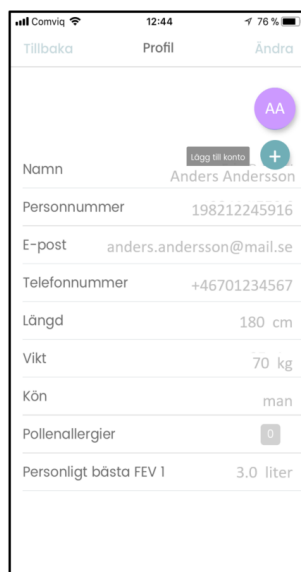 Comviq 12:44 76 %
Tillbaka Profil Ändra
AA
Lägg till konto +
Namn Anders Andersson
Personnummer 198212245916
E-post anders.andersson@mail.se
Telefonnummer +46701234567
Längd 180 cm
Vikt 70 kg
Kön man
Pollenallergier 0
Personligt bästa FEV 1 3.0 liter